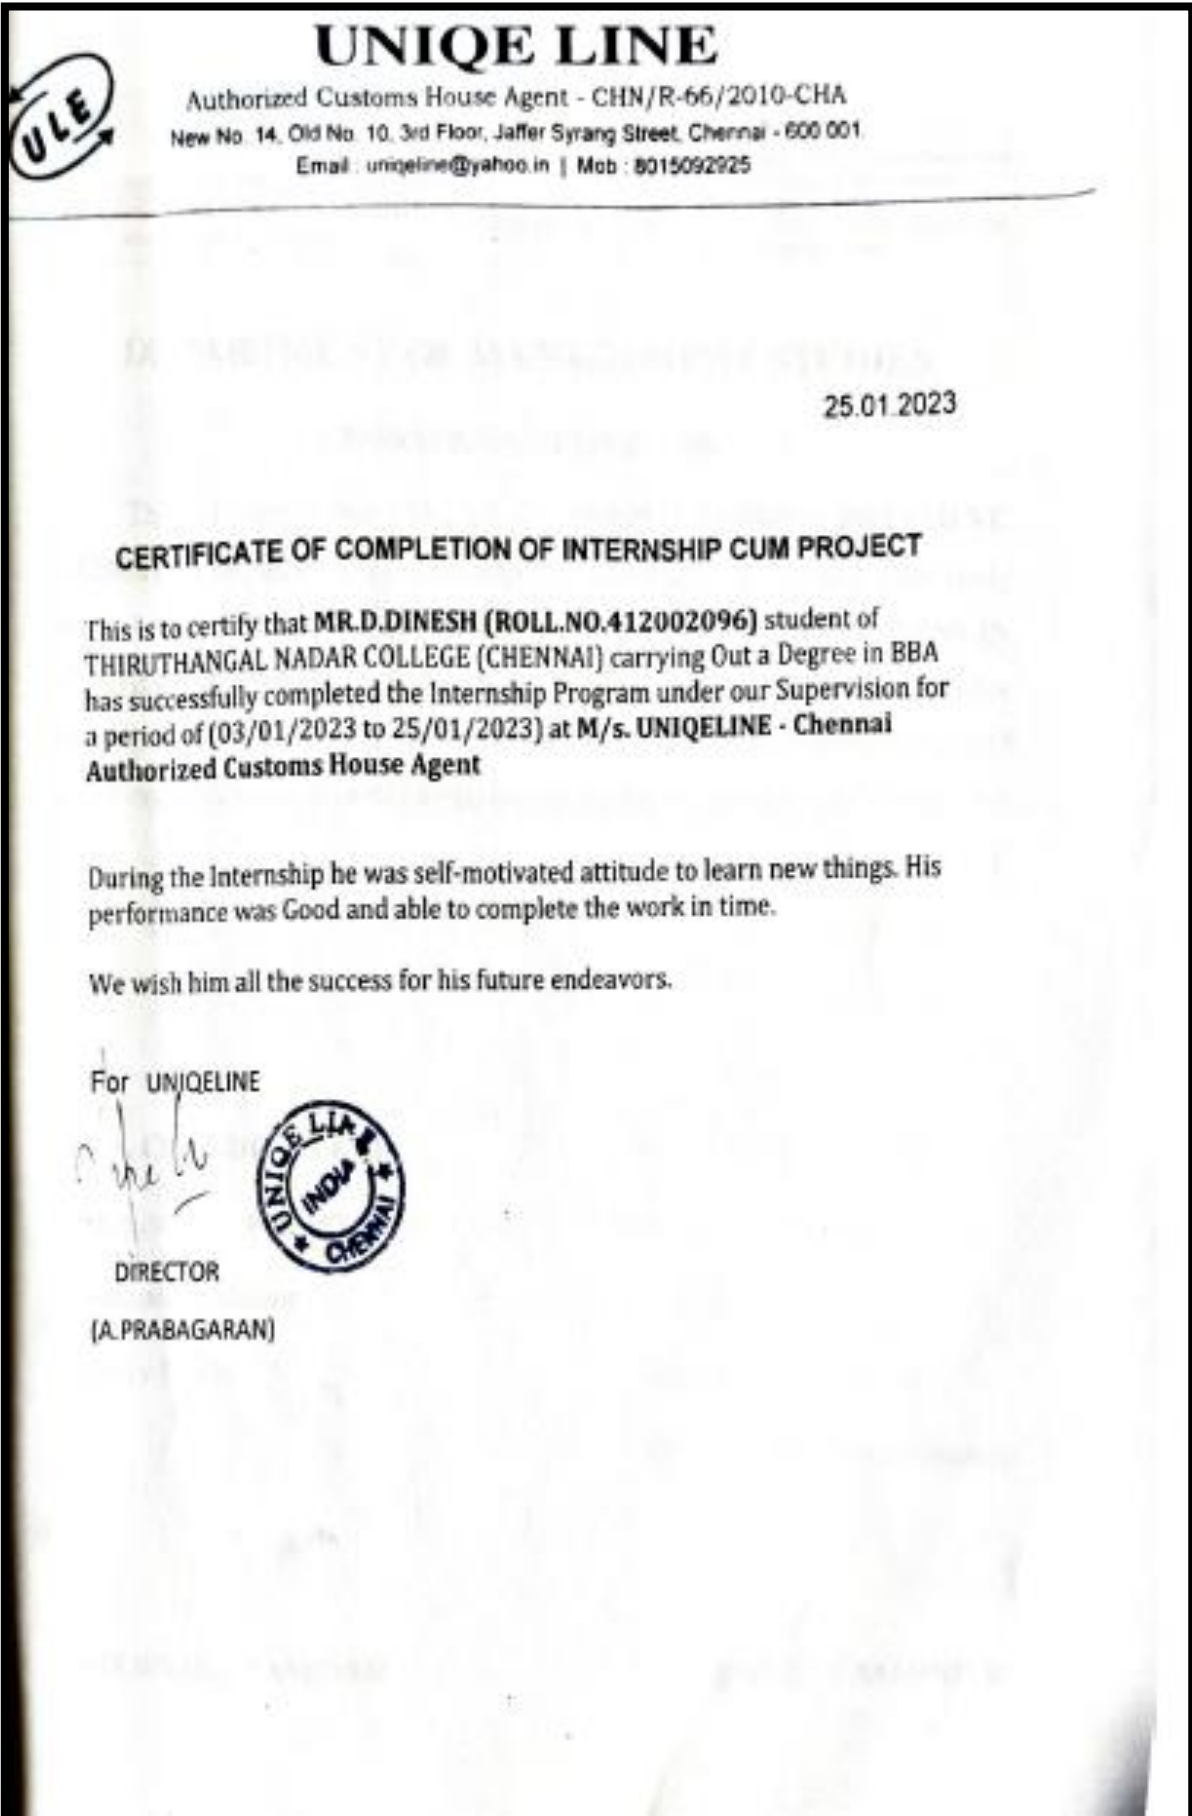 UNIQE LINE
ULE
Authorized Customs House Agent - CHN/R-66/2010-CHA
New No. 14, Old No. 10, 3rd Floor, Jaffer Syrang Street, Chennai - 600 001.
Email : uniqeline@yahoo.in | Mob : 8015092925
25.01.2023
CERTIFICATE OF COMPLETION OF INTERNSHIP CUM PROJECT
This is to certify that MR.D.DINESH (ROLL.NO.412002096) student of
THIRUTHANGAL NADAR COLLEGE (CHENNAI) carrying Out a Degree in BBA
has successfully completed the Internship Program under our Supervision for
a period of (03/01/2023 to 25/01/2023) at M/s. UNIQELINE - Chennai
Authorized Customs House Agent
During the Internship he was self-motivated attitude to learn new things. His
performance was Good and able to complete the work in time.
We wish him all the success for his future endeavors.
For UNIQELINE
UNIQE LINE
INDIA
CHENNAI
DIRECTOR
(A.PRABAGARAN)